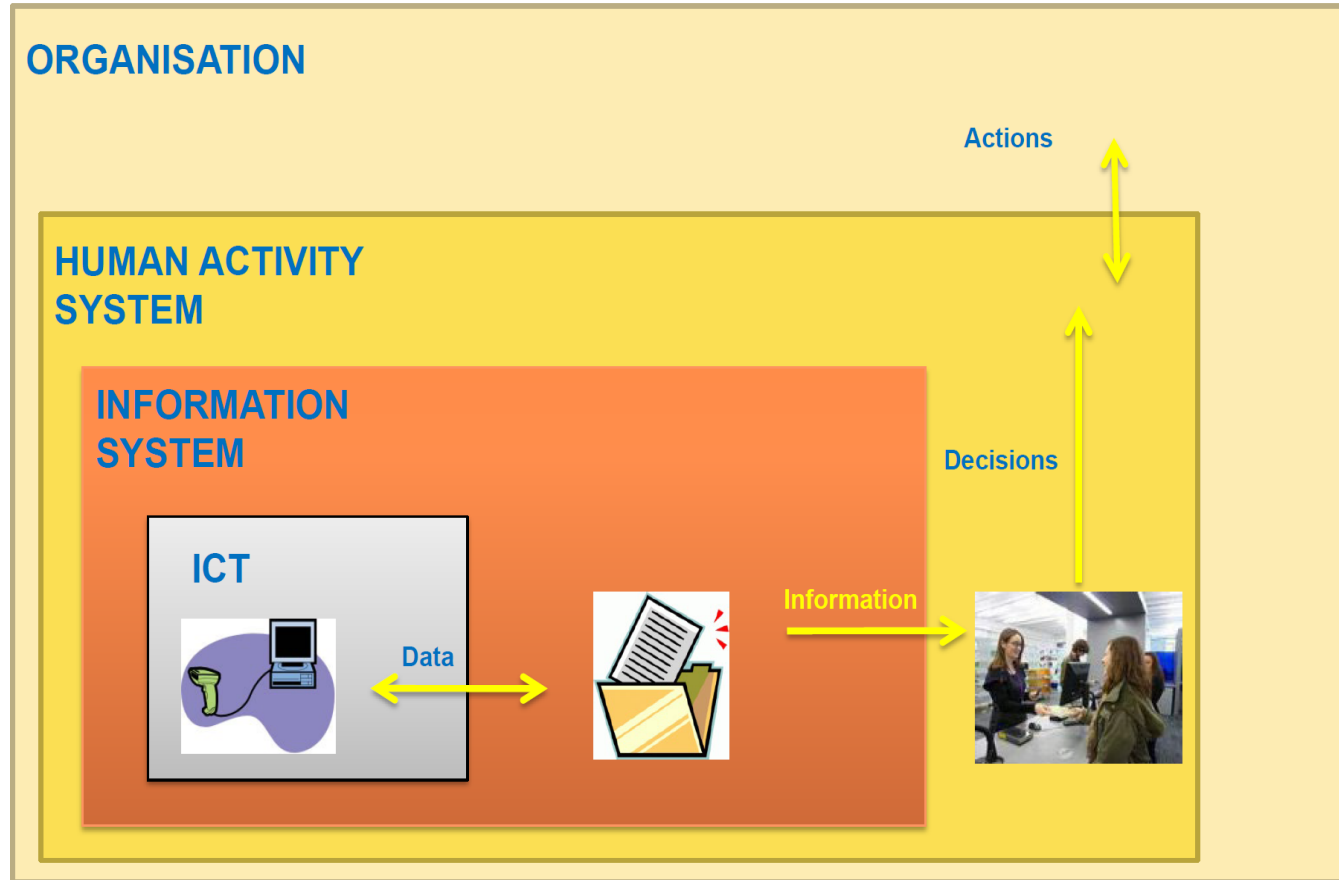 ORGANISATION
Actions
HUMAN ACTIVITY
SYSTEM
INFORMATION
SYSTEM
Decisions
ICT
Information
Data